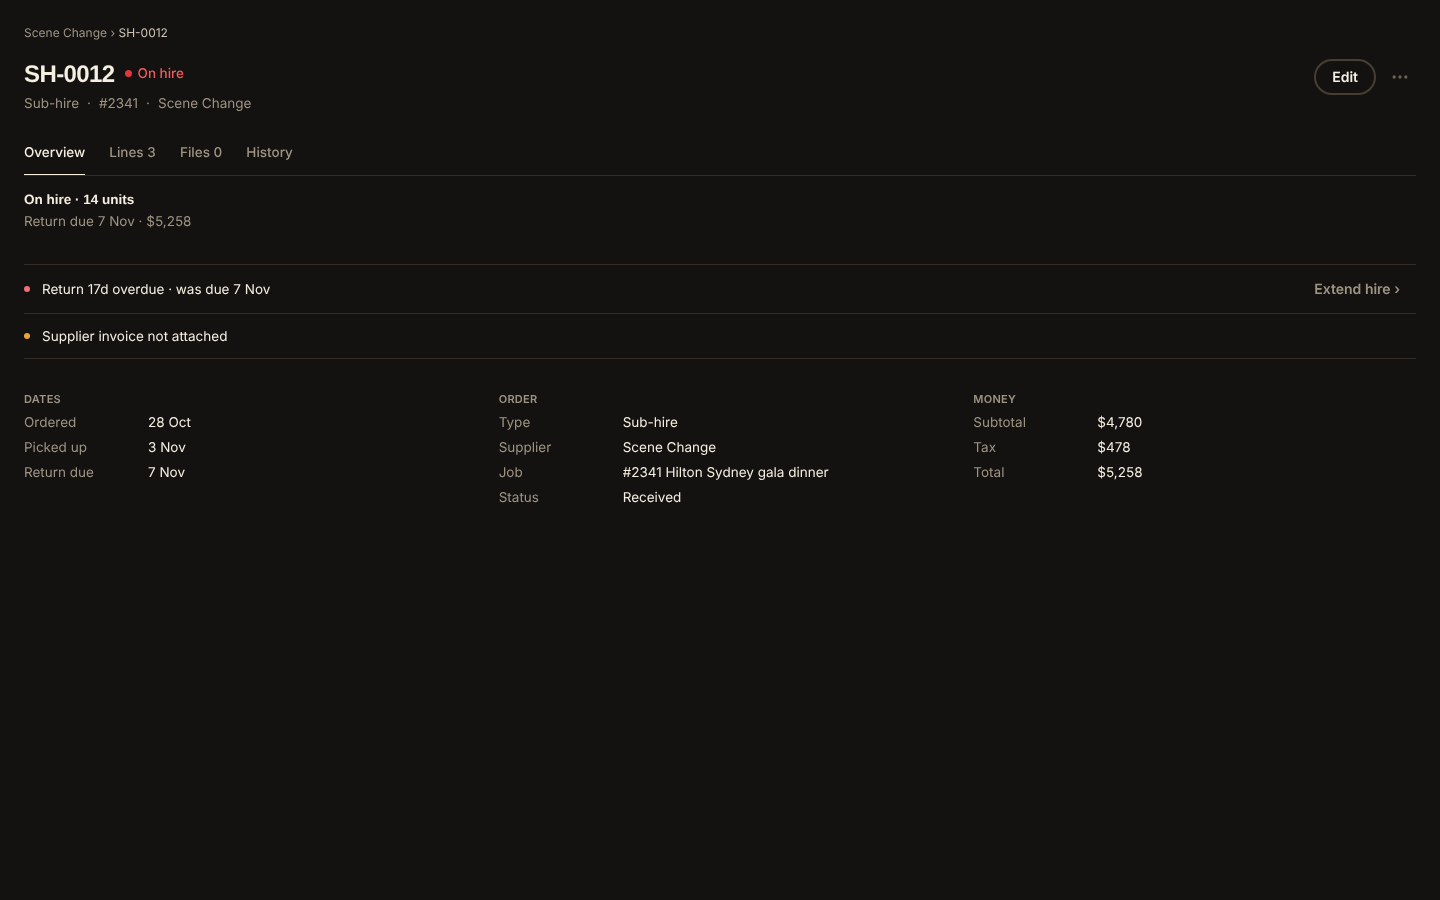 Scene Change › SH-0012
SH-0012 On hire
Edit
Sub-hire · #2341 · Scene Change
Overview Lines 3 Files 0 History
On hire · 14 units
Return due 7 Nov · $5,258
Return 17d overdue · was due 7 Nov
Extend hire ›
Supplier invoice not attached
DATES
Ordered 28 Oct
Picked up 3 Nov
Return due 7 Nov
ORDER
Type Sub-hire
Supplier Scene Change
Job #2341 Hilton Sydney gala dinner
Status Received
MONEY
Subtotal $4,780
Tax $478
Total $5,258